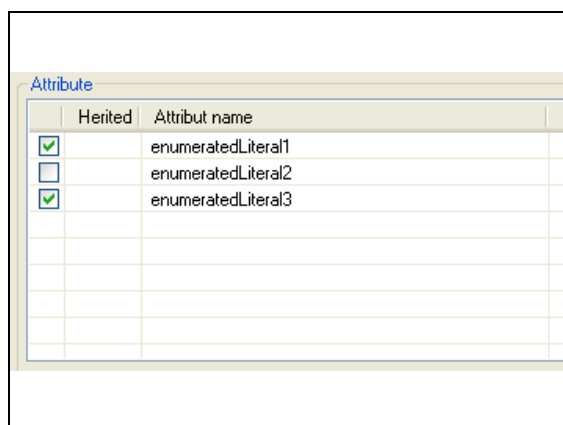 Attribute
Herited Attribut name
enumeratedLiteral1
enumeratedLiteral2
enumeratedLiteral3